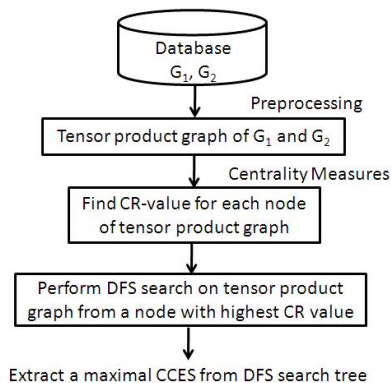 Database
G₁, G₂
Preprocessing
Tensor product graph of G₁ and G₂
Centrality Measures
Find CR-value for each node
of tensor product graph
Perform DFS search on tensor product
graph from a node with highest CR value
Extract a maximal CCES from DFS search tree